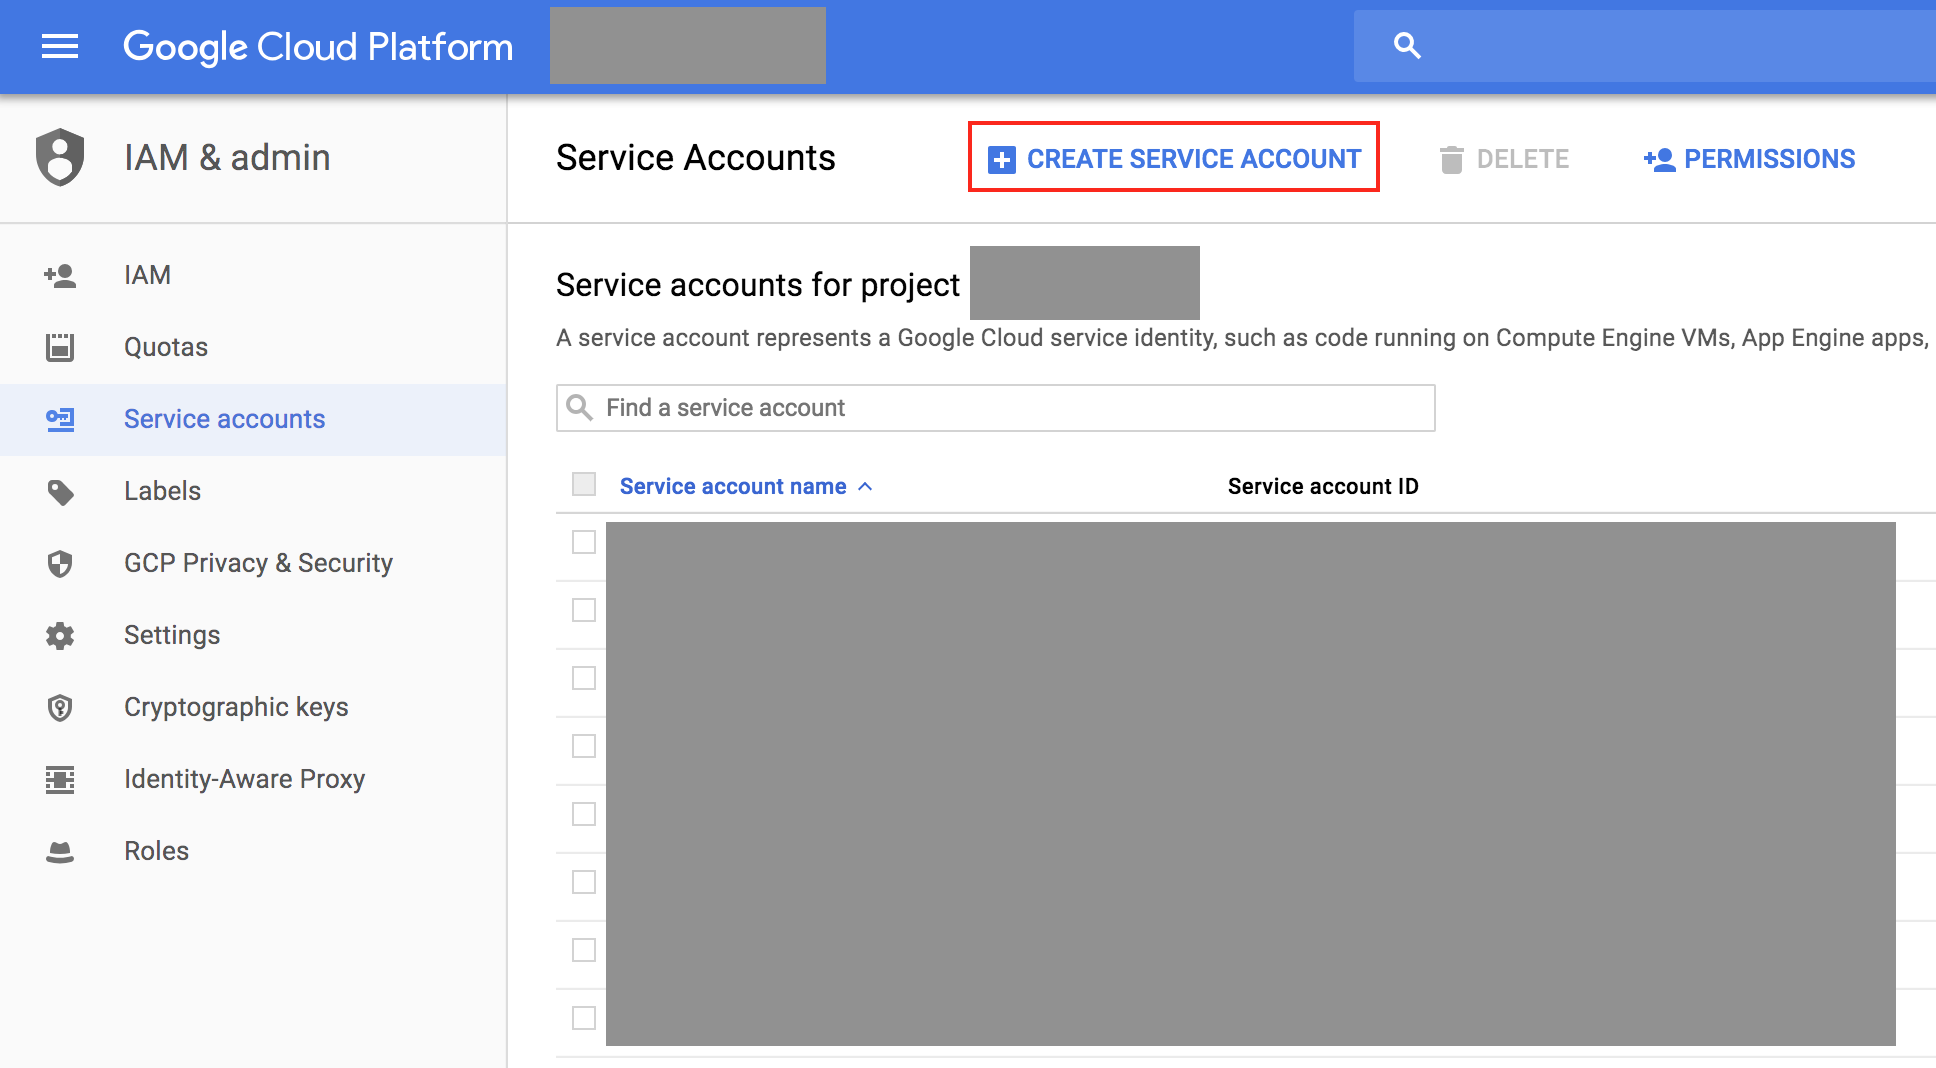 Google Cloud Platform
IAM & admin
IAM
Quotas
Service accounts
Labels
GCP Privacy & Security
Settings
Cryptographic keys
Identity-Aware Proxy
Roles
Service Accounts
CREATE SERVICE ACCOUNT
DELETE
PERMISSIONS
Service accounts for project
A service account represents a Google Cloud service identity, such as code running on Compute Engine VMs, App Engine apps,
Find a service account
Service account name
Service account ID